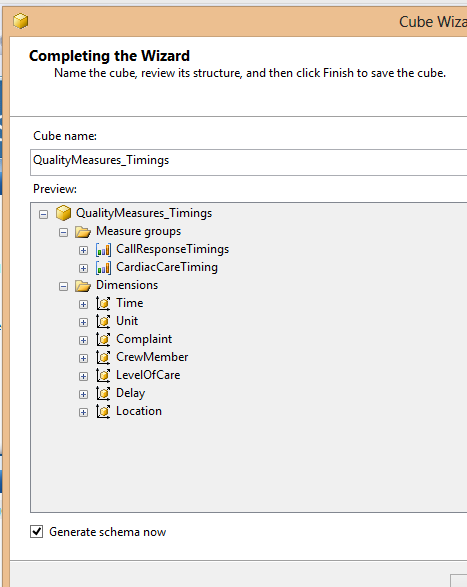 Cube Wiza
Completing the Wizard
Name the cube, review its structure, and then click Finish to save the cube.
Cube name:
QualityMeasures_Timings
Preview:
QualityMeasures_Timings
Measure groups
CallResponseTimings
CardiacCareTiming
Dimensions
Time
Unit
Complaint
CrewMember
LevelOfCare
Delay
Location
Generate schema now